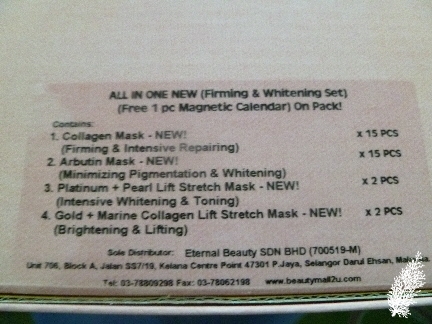 ALL IN ONE NEW (Firming & Whitening Set)
(Free 1 pc Magnetic Calendar) On Pack!
Contains:
1. Collagen Mask - NEW! x 15 PCS
(Firming & Intensive Repairing)
2. Arbutin Mask - NEW! x 15 PCS
(Minimizing Pigmentation & Whitening)
3. Platinum + Pearl Lift Stretch Mask - NEW! x 2 PCS
(Intensive Whitening & Toning)
4. Gold + Marine Collagen Lift Stretch Mask - NEW! x 2 PCS
(Brightening & Lifting)
Sole Distributor: Eternal Beauty SDN BHD (700519-M)
Unit 706, Block A, Jalan SS7/19, Kelana Centre Point 47301 P.Jaya, Selangor Darul Ehsan, Malaysia.
Tel: 03-78809298 Fax: 03-78062198 www.beautymall2u.com